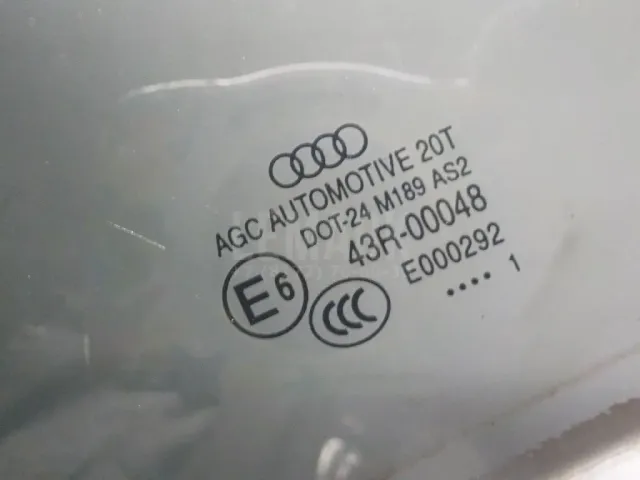 AGC AUTOMOTIVE 20T
DOT-24 M189 AS2
43R-00048
E6
E000292
CCC
.... 1